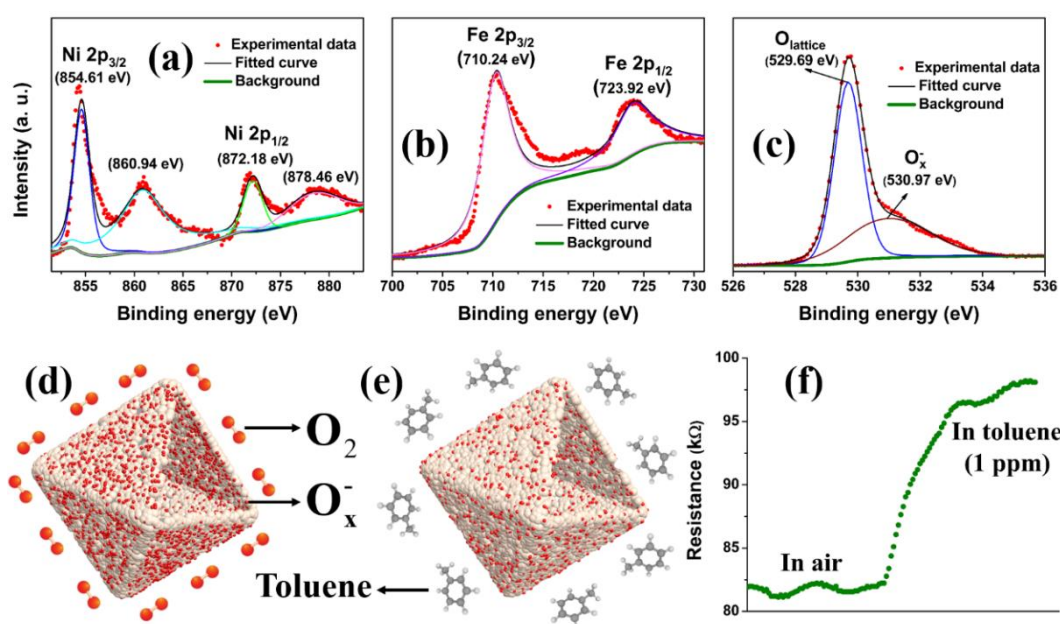 (a)
Ni 2p3/2
(854.61 eV)
(860.94 eV)
Ni 2p1/2
(872.18 eV)
(878.46 eV)
Experimental data
Fitted curve
Background
Intensity (a. u.)
855 860 865 870 875 880
Binding energy (eV)
(b)
Fe 2p3/2
(710.24 eV)
Fe 2p1/2
(723.92 eV)
Experimental data
Fitted curve
Background
700 705 710 715 720 725 730
Binding energy (eV)
(c)
Olattice
(529.69 eV)
Ox-
(530.97 eV)
Experimental data
Fitted curve
Background
526 528 530 532 534 536
Binding energy (eV)
(d)
O2
Ox-
(e)
Toluene
(f)
Resistance (kΩ)
100
95
90
85
80
In air
In toluene
(1 ppm)